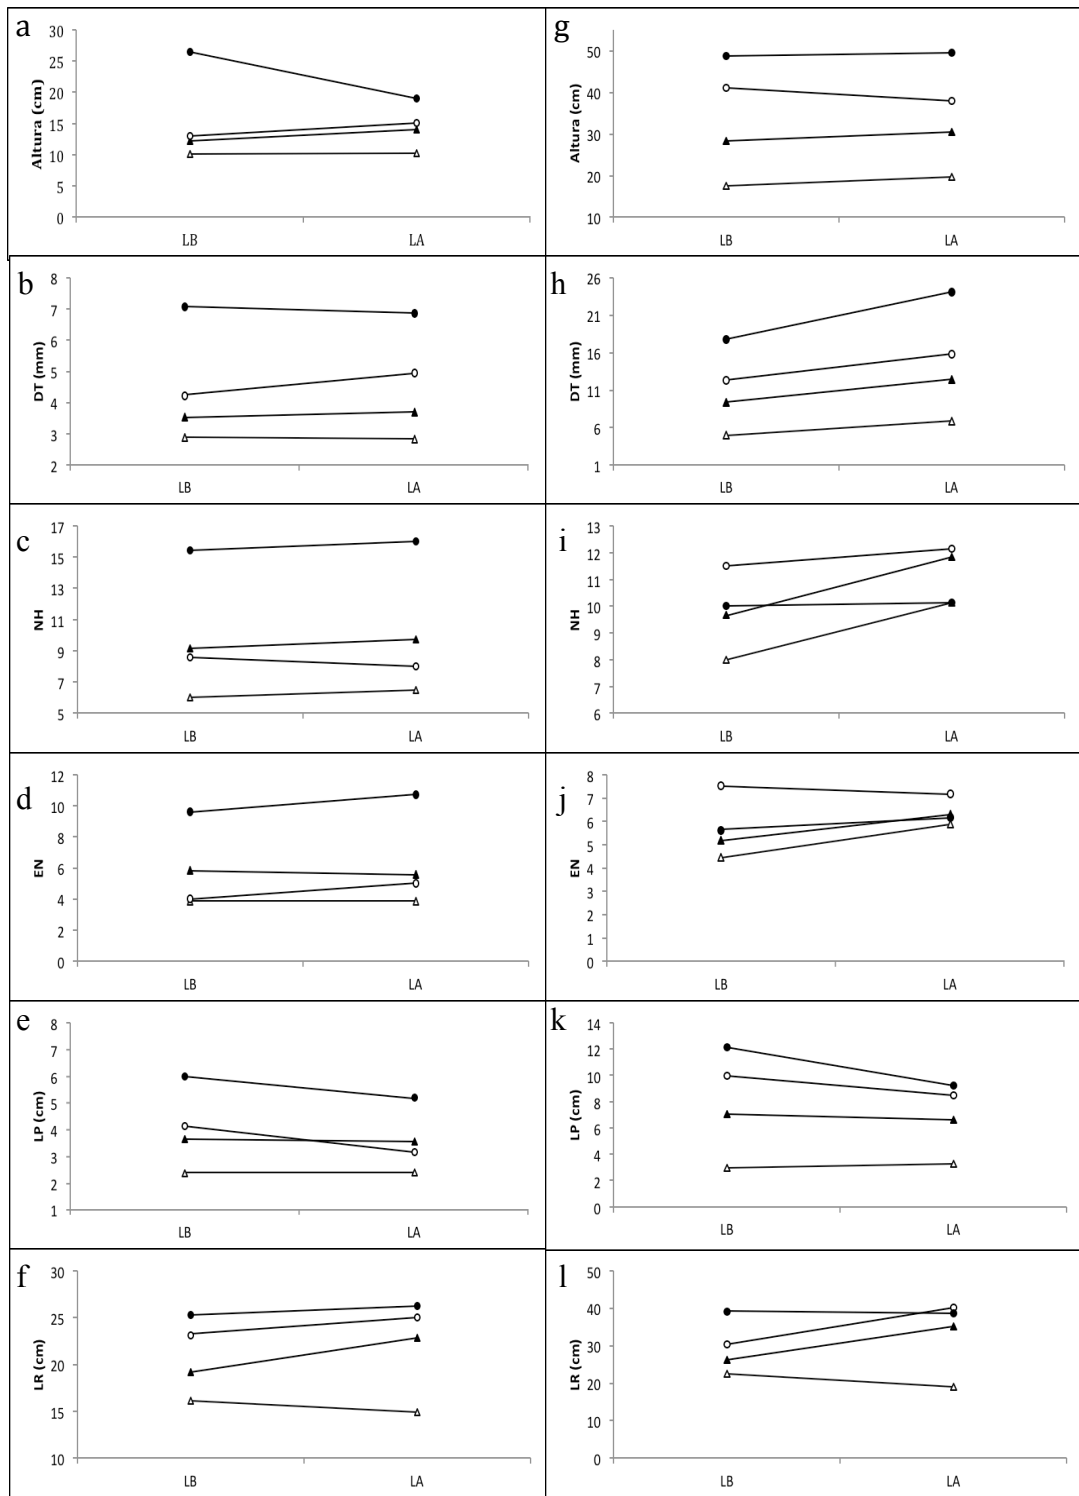 a
Altura (cm)
30
25
20
15
10
5
0
LB LA
g
Altura (cm)
50
40
30
20
10
LB LA
b
DT (mm)
8
7
6
5
4
3
2
LB LA
h
DT (mm)
26
21
16
11
6
1
LB LA
c
NH
17
15
13
11
9
7
5
LB LA
i
NH
13
12
11
10
9
8
7
6
LB LA
d
EN
12
10
8
6
4
2
0
LB LA
j
EN
8
7
6
5
4
3
2
1
0
LB LA
e
LP (cm)
8
7
6
5
4
3
2
1
LB LA
k
LP (cm)
14
12
10
8
6
4
2
0
LB LA
f
LR (cm)
30
25
20
15
10
LB LA
l
LR (cm)
50
40
30
20
10
0
LB LA